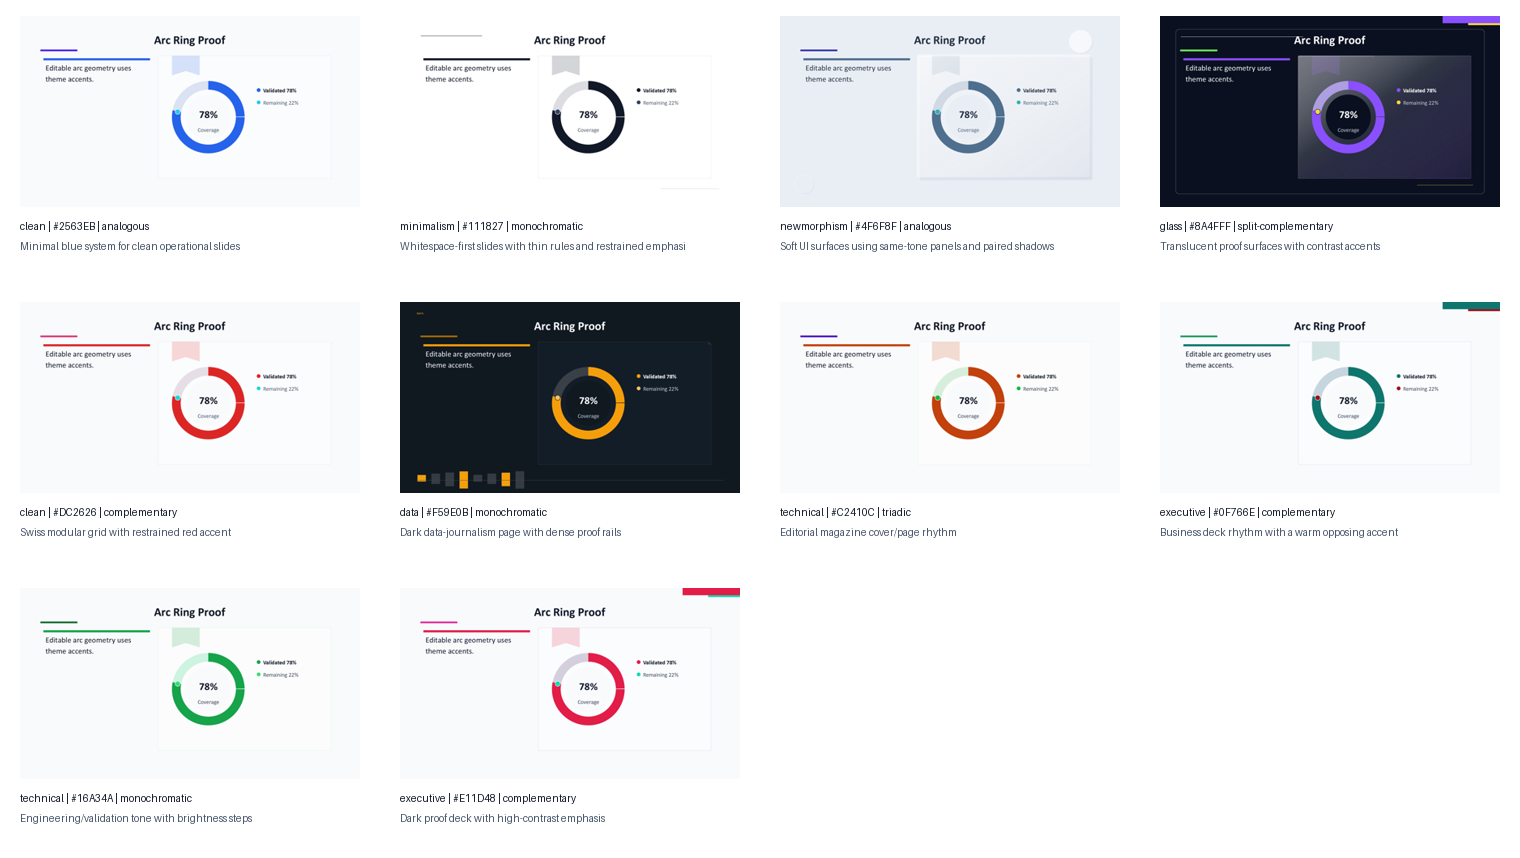 Arc Ring Proof
Editable arc geometry uses
theme accents.
78%
Coverage
Validated 78%
Remaining 22%
clean | #2563EB | analogous
Minimal blue system for clean operational slides
Arc Ring Proof
Editable arc geometry uses
theme accents.
78%
Coverage
Validated 78%
Remaining 22%
minimalism | #111827 | monochromatic
Whitespace-first slides with thin rules and restrained emphasi
Arc Ring Proof
Editable arc geometry uses
theme accents.
78%
Coverage
Validated 78%
Remaining 22%
newmorphism | #4F6F8F | analogous
Soft UI surfaces using same-tone panels and paired shadows
Arc Ring Proof
Editable arc geometry uses
theme accents.
78%
Coverage
Validated 78%
Remaining 22%
glass | #8A4FFF | split-complementary
Translucent proof surfaces with contrast accents
Arc Ring Proof
Editable arc geometry uses
theme accents.
78%
Coverage
Validated 78%
Remaining 22%
clean | #DC2626 | complementary
Swiss modular grid with restrained red accent
Arc Ring Proof
Editable arc geometry uses
theme accents.
78%
Coverage
Validated 78%
Remaining 22%
data | #F59E0B | monochromatic
Dark data-journalism page with dense proof rails
Arc Ring Proof
Editable arc geometry uses
theme accents.
78%
Coverage
Validated 78%
Remaining 22%
technical | #C2410C | triadic
Editorial magazine cover/page rhythm
Arc Ring Proof
Editable arc geometry uses
theme accents.
78%
Coverage
Validated 78%
Remaining 22%
executive | #0F766E | complementary
Business deck rhythm with a warm opposing accent
Arc Ring Proof
Editable arc geometry uses
theme accents.
78%
Coverage
Validated 78%
Remaining 22%
technical | #16A34A | monochromatic
Engineering/validation tone with brightness steps
Arc Ring Proof
Editable arc geometry uses
theme accents.
78%
Coverage
Validated 78%
Remaining 22%
executive | #E11D48 | complementary
Dark proof deck with high-contrast emphasis